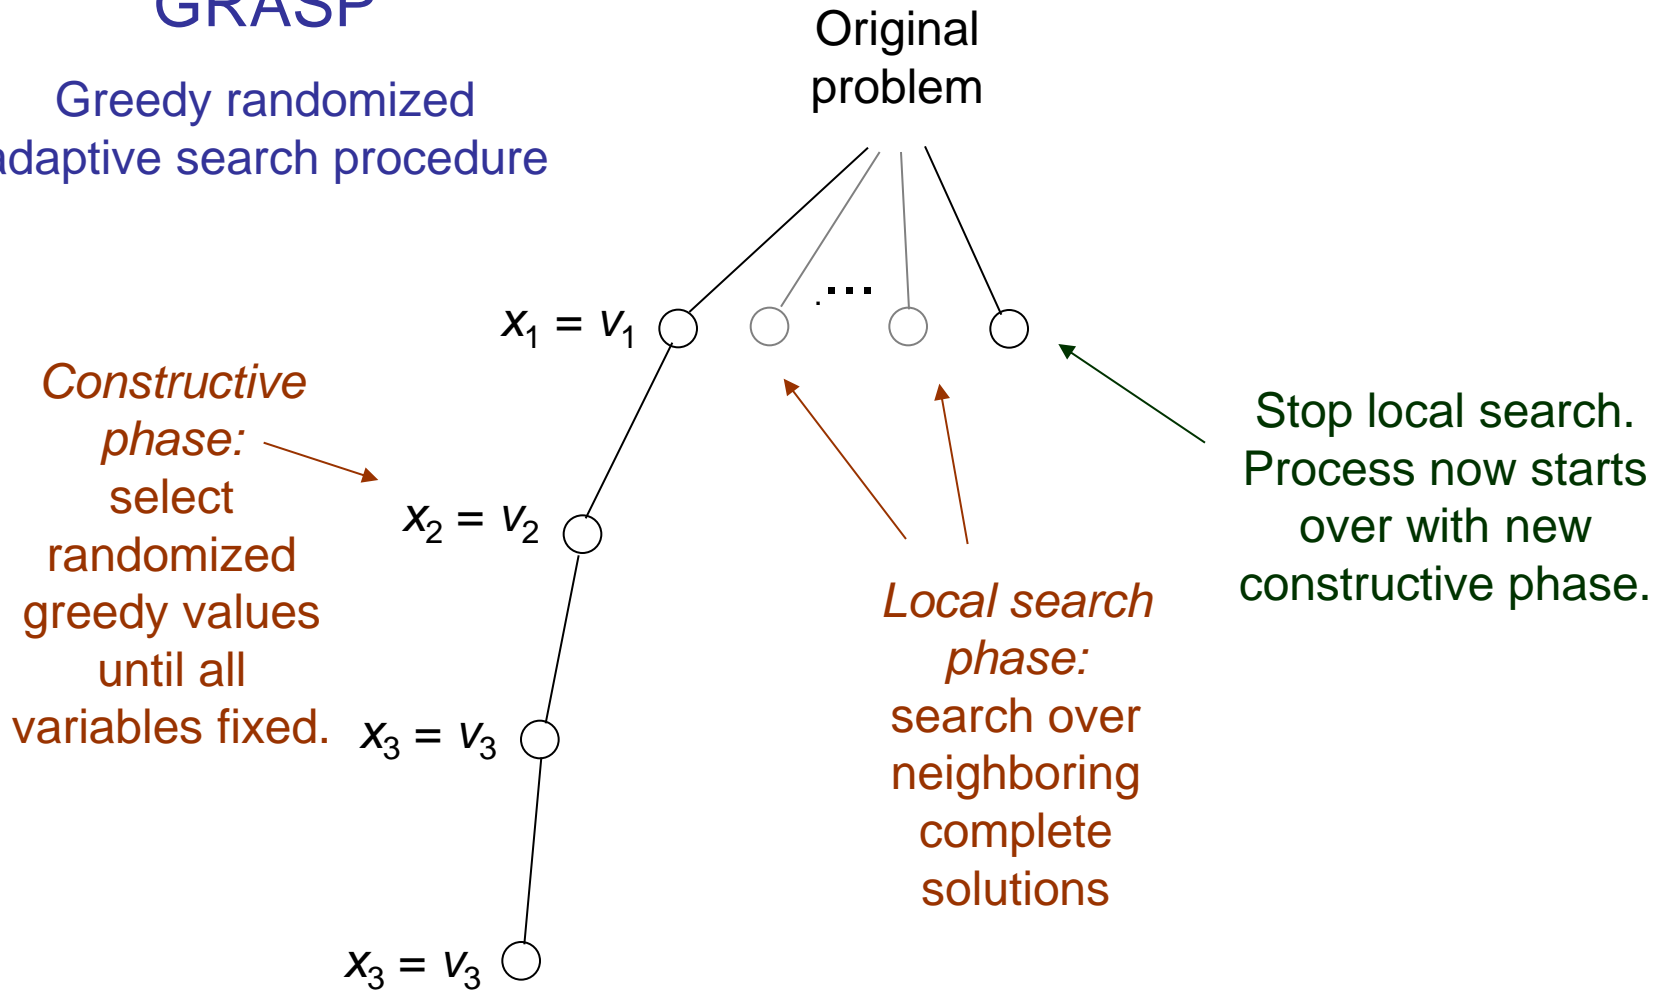 GRASP
Greedy randomized
adaptive search procedure
Original
problem
. ...
x₁ = v₁
Constructive
phase:
select
randomized
greedy values
until all
variables fixed.
x₂ = v₂
x₃ = v₃
x₃ = v₃
Local search
phase:
search over
neighboring
complete
solutions
Stop local search.
Process now starts
over with new
constructive phase.